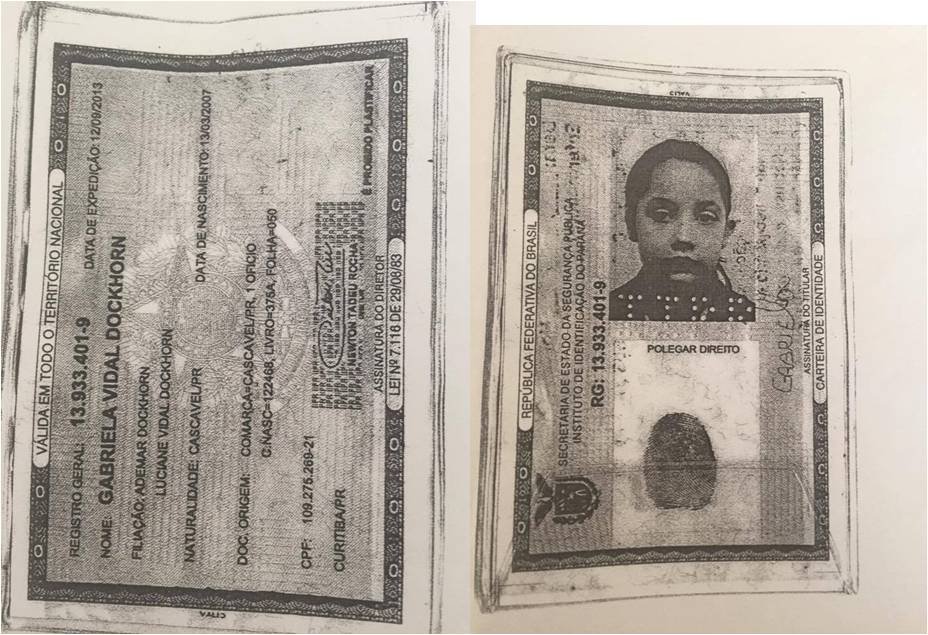 VÁLIDA EM TODO O TERRITÓRIO NACIONAL
REGISTRO GERAL: 13.933.401-9 DATA DE EXPEDIÇÃO: 12/09/2013
NOME: GABRIELA VIDAL DOCKHORN
FILIAÇÃO: ADEMAR DOCKHORN
LUCIANE VIDAL DOCKHORN
NATURALIDADE: CASCAVEL/PR DATA DE NASCIMENTO: 13/03/2007
DOC. ORIGEM: COMARCA=CASCAVEL/PR, 1 OFICIO
C.NASC=122468, LIVRO=375A, FOLHA=050
CPF: 109.275.269-21
CURITIBA/PR
NEWTON TADEU ROCHA
É PROIBIDO PLASTIFICAR
ASSINATURA DO DIRETOR
LEI Nº 7.116 DE 29/08/83
VALID
REPÚBLICA FEDERATIVA DO BRASIL
SECRETARIA DE ESTADO DA SEGURANÇA PÚBLICA
INSTITUTO DE IDENTIFICAÇÃO DO PARANÁ
RG: 13.933.401-9
POLEGAR DIREITO
ASSINATURA DO TITULAR
CARTEIRA DE IDENTIDADE
VALID